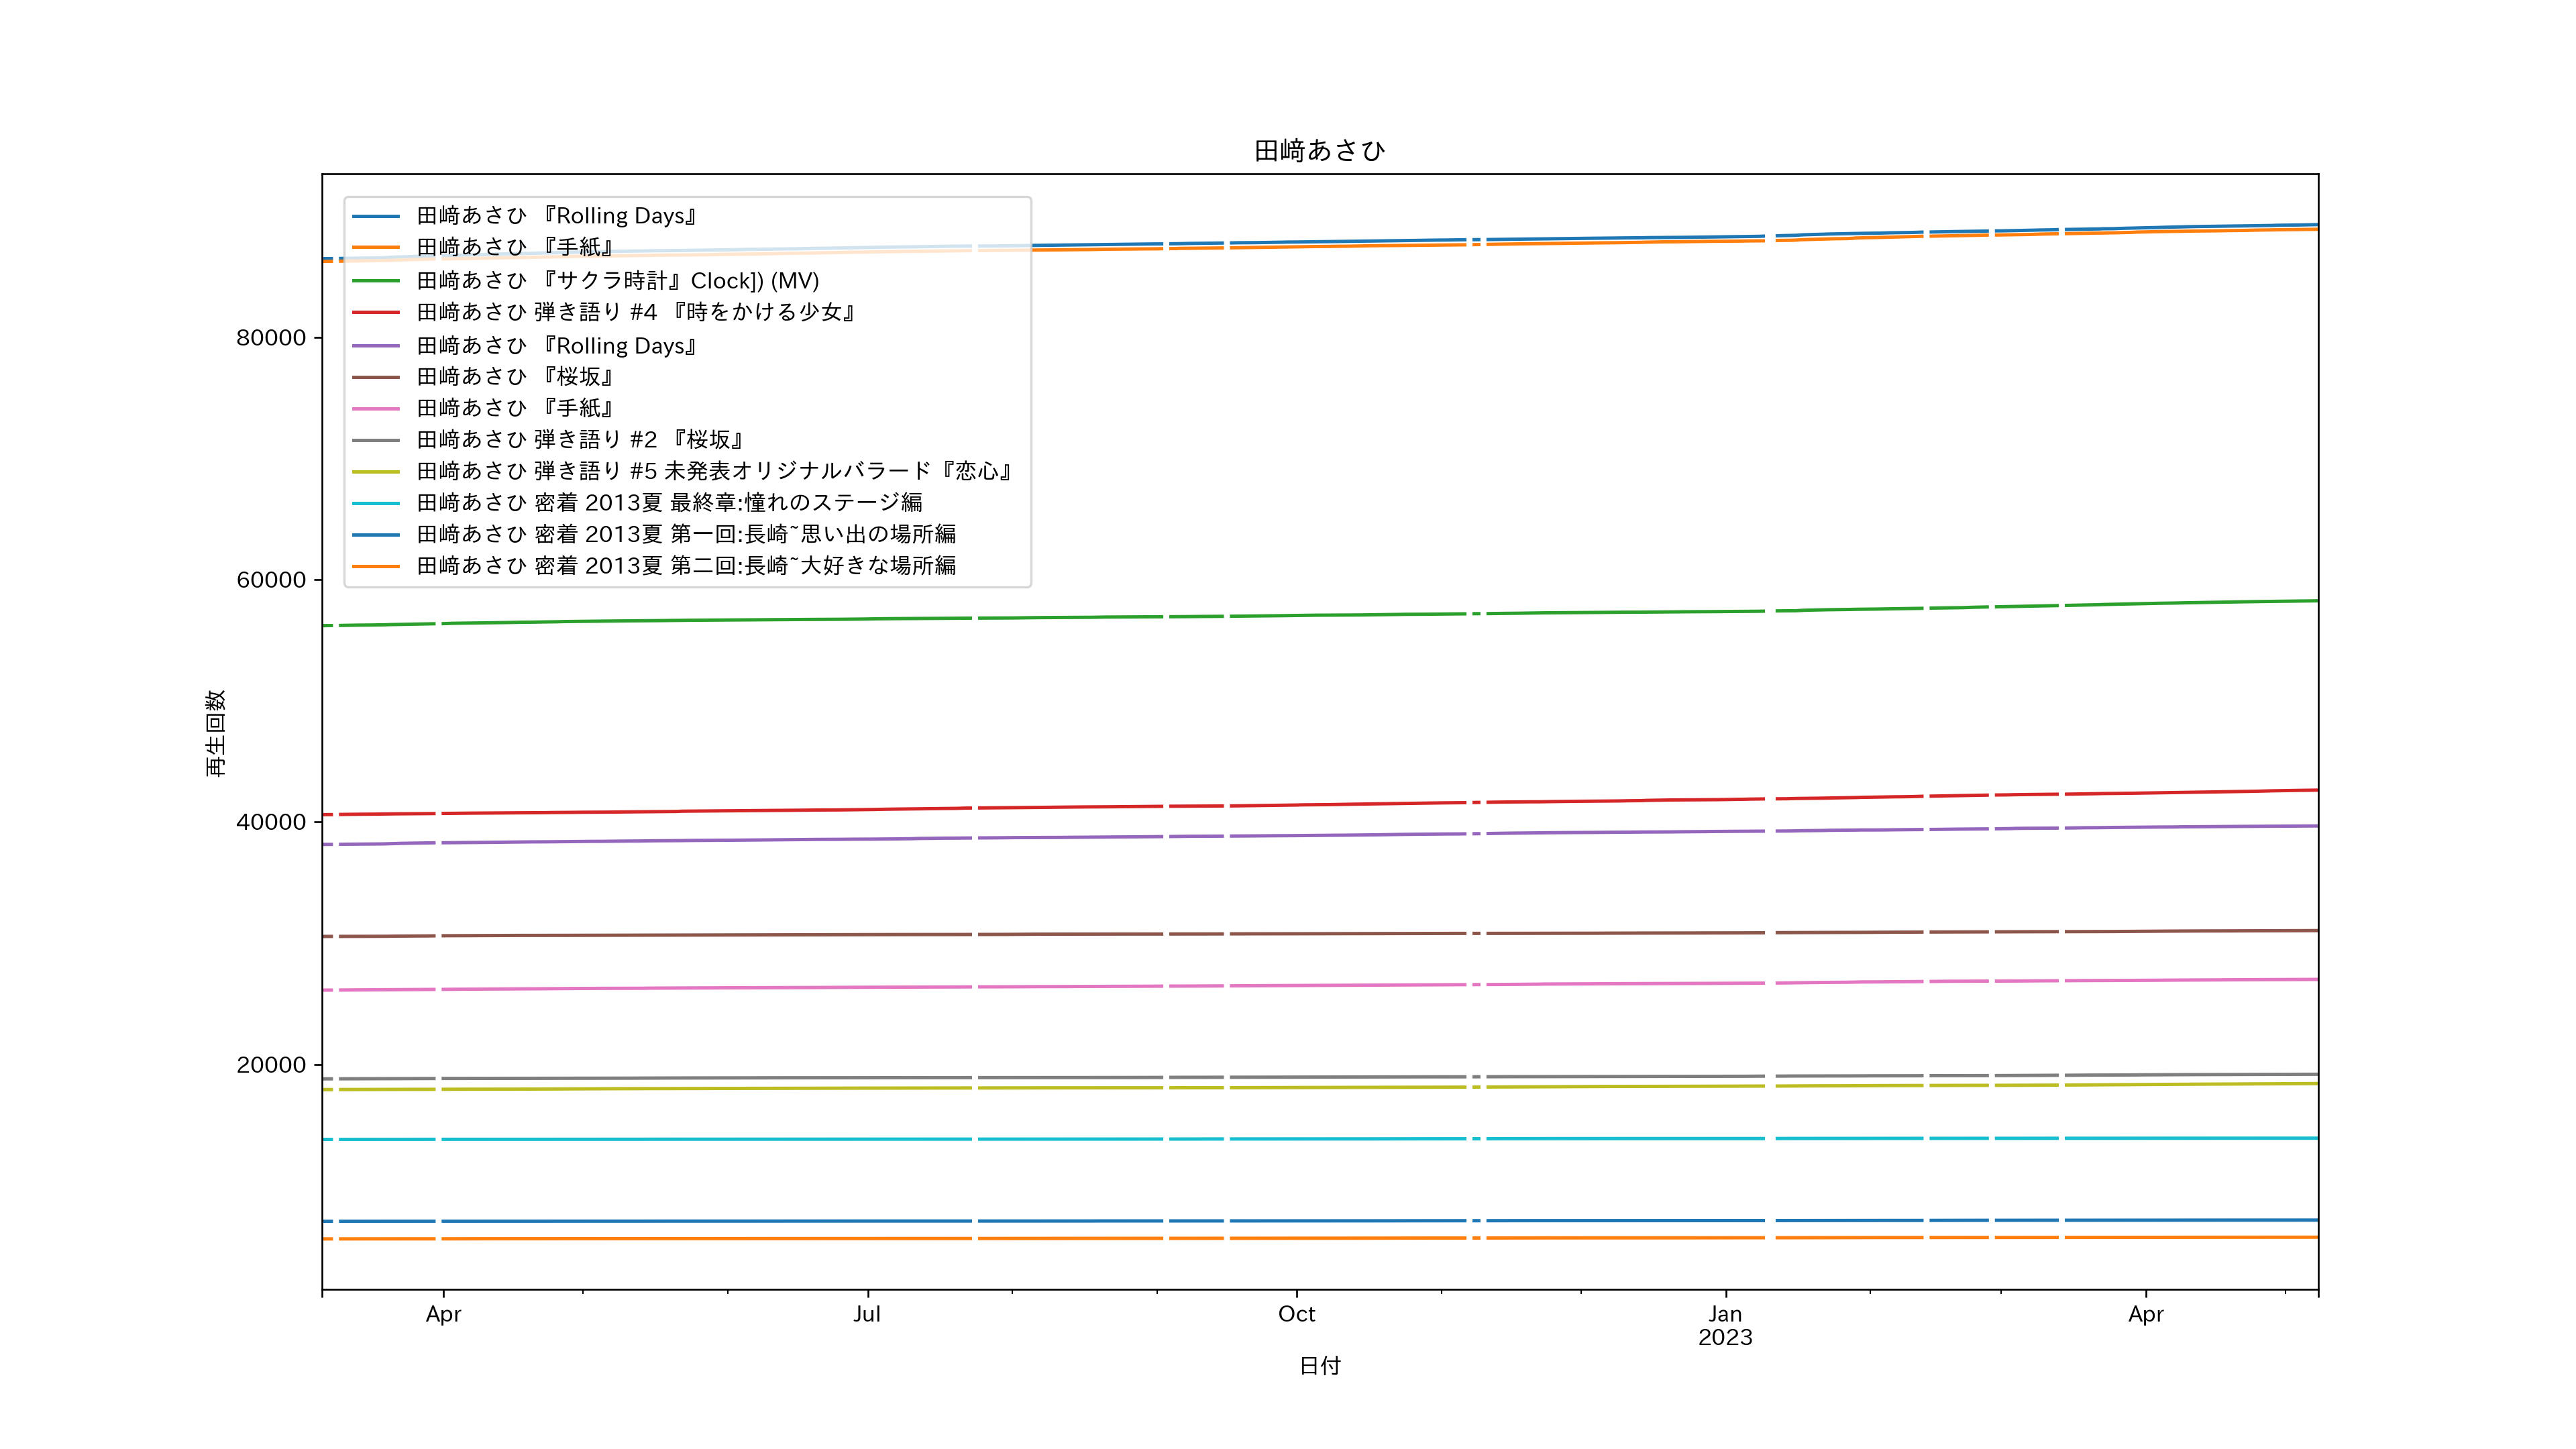 田﨑あさひ
田﨑あさひ 『Rolling Days』
田﨑あさひ 『手紙』
田﨑あさひ 『サクラ時計』Clock]) (MV)
田﨑あさひ 弾き語り #4 『時をかける少女』
田﨑あさひ 『Rolling Days』
田﨑あさひ 『桜坂』
田﨑あさひ 『手紙』
田﨑あさひ 弾き語り #2 『桜坂』
田﨑あさひ 弾き語り #5 未発表オリジナルバラード『恋心』
田﨑あさひ 密着 2013夏 最終章:憧れのステージ編
田﨑あさひ 密着 2013夏 第一回:長崎~思い出の場所編
田﨑あさひ 密着 2013夏 第二回:長崎~大好きな場所編
80000
60000
40000
20000
再生回数
Apr Jul Oct Jan Apr
2023
日付